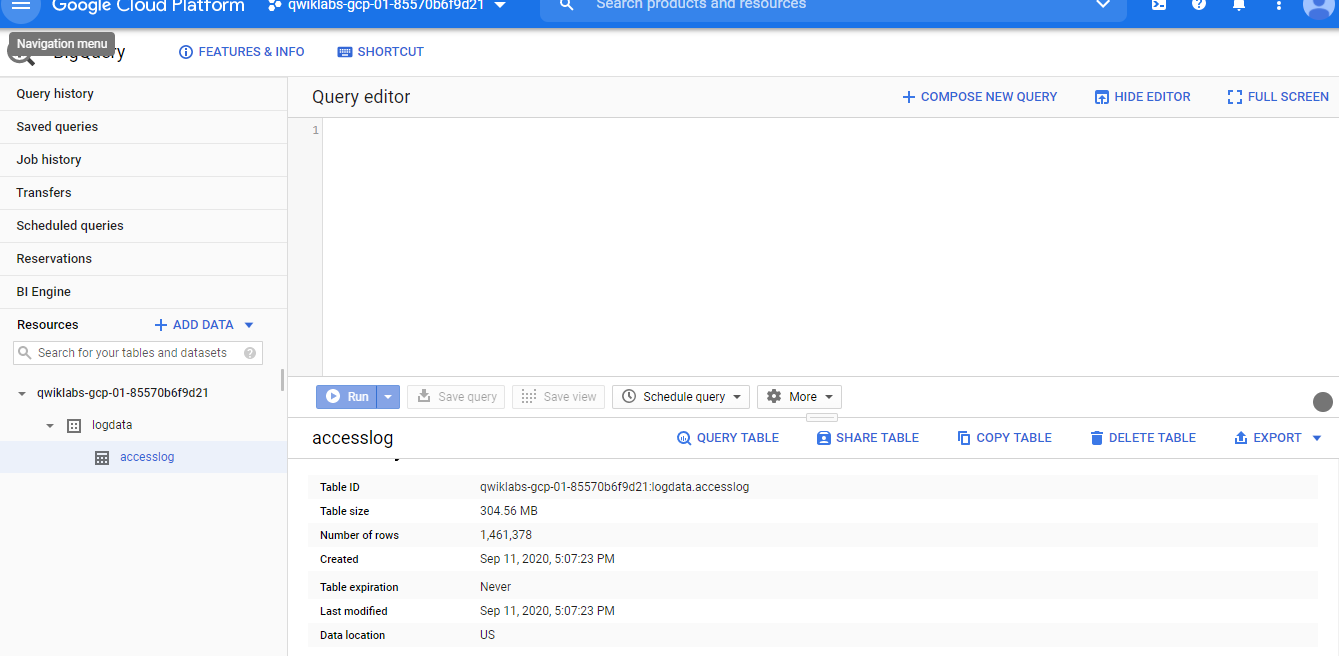 Google Cloud Platform
qwiklabs-gcp-01-85570b6f9d21
Search products and resources
Navigation menu
BigQuery
FEATURES & INFO
SHORTCUT
Query history
Saved queries
Job history
Transfers
Scheduled queries
Reservations
BI Engine
Resources
ADD DATA
Search for your tables and datasets
qwiklabs-gcp-01-85570b6f9d21
logdata
accesslog
Query editor
COMPOSE NEW QUERY
HIDE EDITOR
FULL SCREEN
1
Run
Save query
Save view
Schedule query
More
accesslog
QUERY TABLE
SHARE TABLE
COPY TABLE
DELETE TABLE
EXPORT
Table ID qwiklabs-gcp-01-85570b6f9d21:logdata.accesslog
Table size 304.56 MB
Number of rows 1,461,378
Created Sep 11, 2020, 5:07:23 PM
Table expiration Never
Last modified Sep 11, 2020, 5:07:23 PM
Data location US